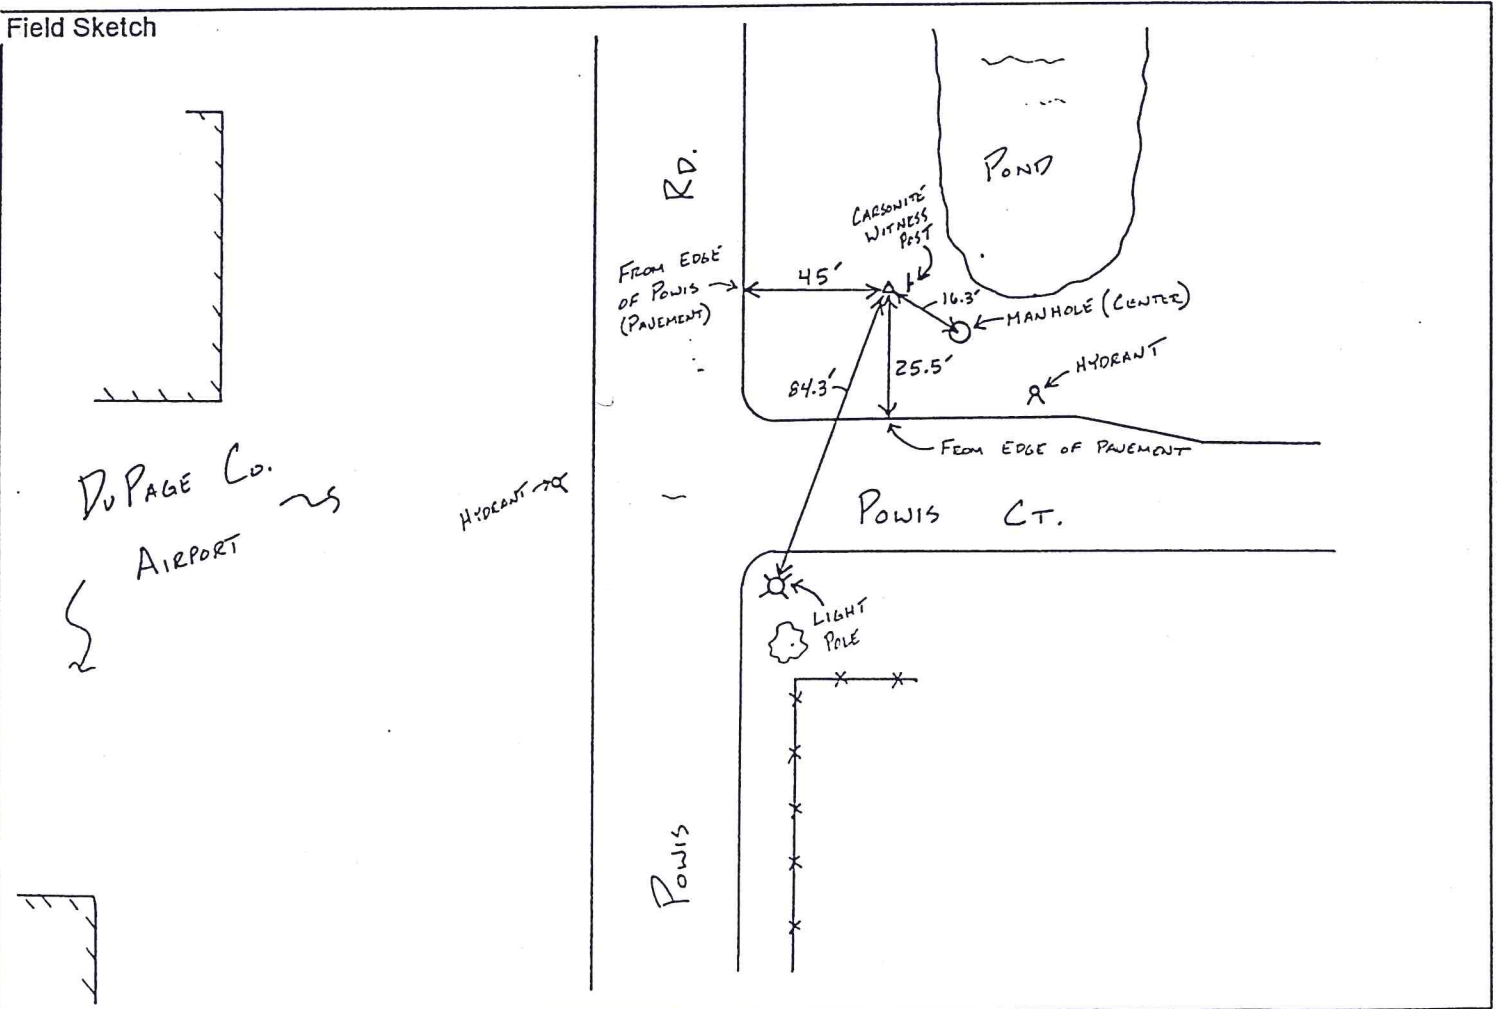 Field Sketch
RD.
POND
CARSONITE
WITNESS
POST
FROM EDGE
OF POWIS
(PAVEMENT)
45'
16.3'
MANHOLE (CENTER)
25.5'
84.3'
HYDRANT
FROM EDGE OF PAVEMENT
DUPAGE CO.
AIRPORT
HYDRANT
POWIS CT.
LIGHT
POLE
POWIS